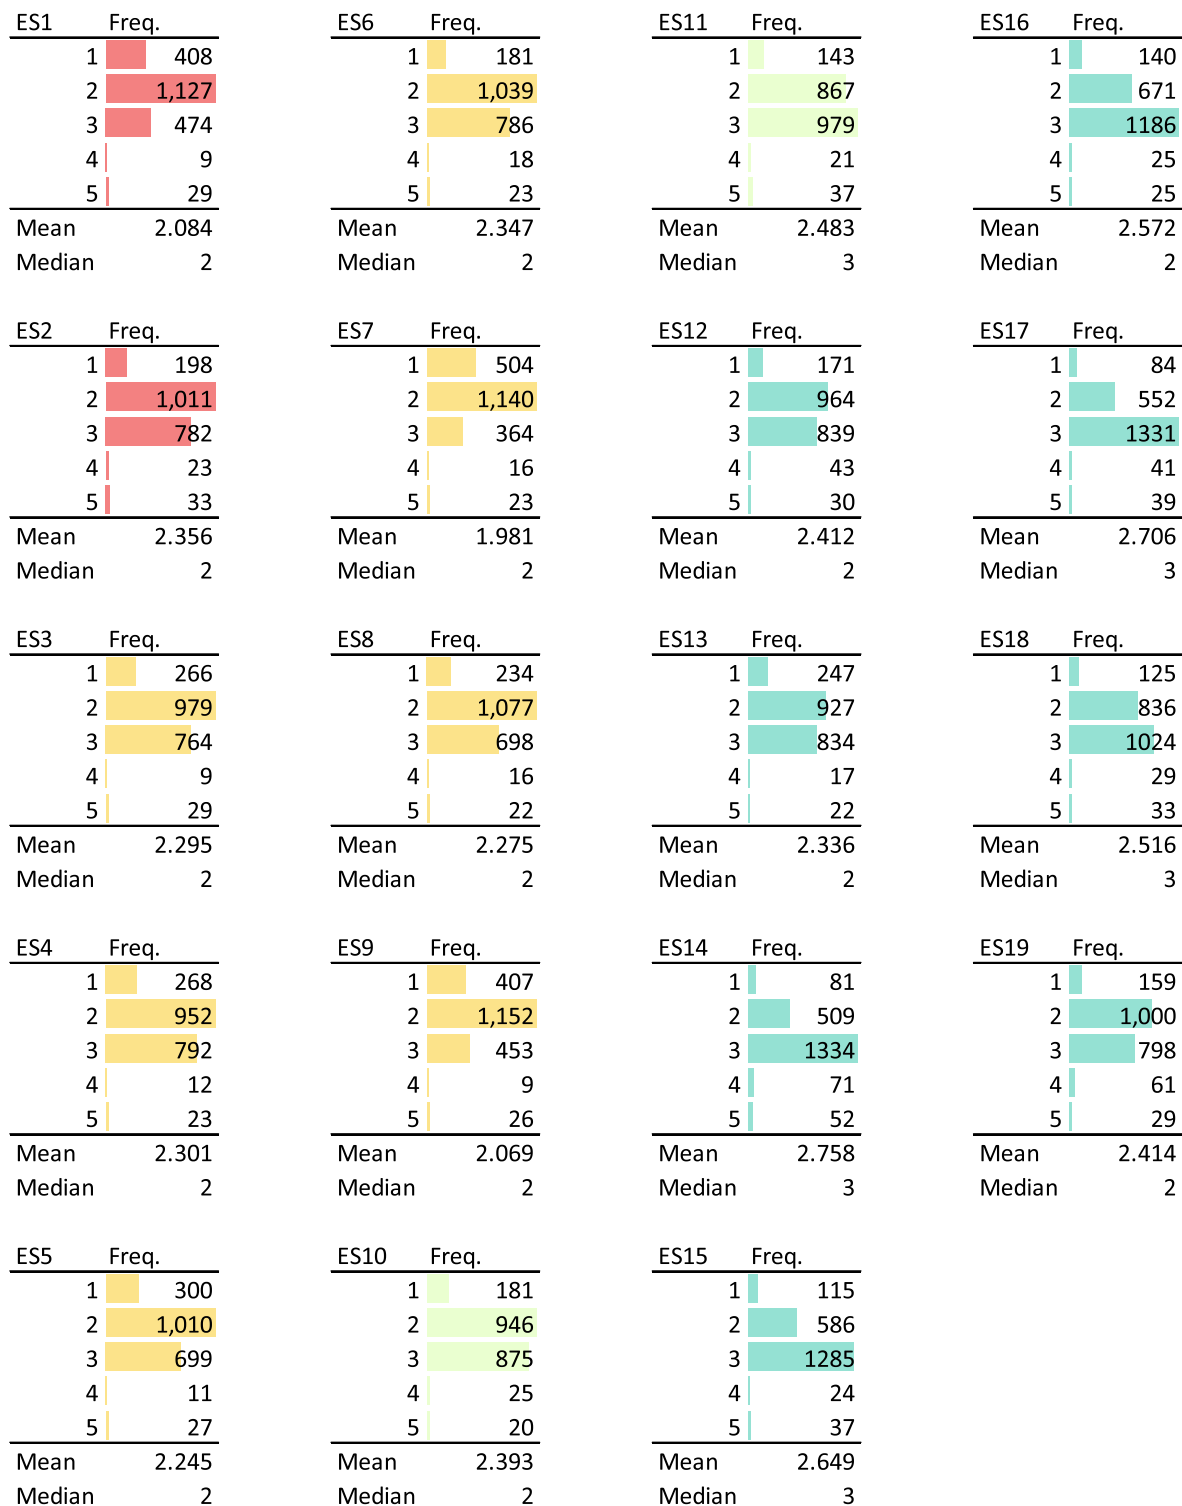 ES1 Freq.
1 408
2 1,127
3 474
4 9
5 29
Mean 2.084
Median 2
ES2 Freq.
1 198
2 1,011
3 782
4 23
5 33
Mean 2.356
Median 2
ES3 Freq.
1 266
2 979
3 764
4 9
5 29
Mean 2.295
Median 2
ES4 Freq.
1 268
2 952
3 792
4 12
5 23
Mean 2.301
Median 2
ES5 Freq.
1 300
2 1,010
3 699
4 11
5 27
Mean 2.245
Median 2
ES6 Freq.
1 181
2 1,039
3 786
4 18
5 23
Mean 2.347
Median 2
ES7 Freq.
1 504
2 1,140
3 364
4 16
5 23
Mean 1.981
Median 2
ES8 Freq.
1 234
2 1,077
3 698
4 16
5 22
Mean 2.275
Median 2
ES9 Freq.
1 407
2 1,152
3 453
4 9
5 26
Mean 2.069
Median 2
ES10 Freq.
1 181
2 946
3 875
4 25
5 20
Mean 2.393
Median 2
ES11 Freq.
1 143
2 867
3 979
4 21
5 37
Mean 2.483
Median 3
ES12 Freq.
1 171
2 964
3 839
4 43
5 30
Mean 2.412
Median 2
ES13 Freq.
1 247
2 927
3 834
4 17
5 22
Mean 2.336
Median 2
ES14 Freq.
1 81
2 509
3 1334
4 71
5 52
Mean 2.758
Median 3
ES15 Freq.
1 115
2 586
3 1285
4 24
5 37
Mean 2.649
Median 3
ES16 Freq.
1 140
2 671
3 1186
4 25
5 25
Mean 2.572
Median 2
ES17 Freq.
1 84
2 552
3 1331
4 41
5 39
Mean 2.706
Median 3
ES18 Freq.
1 125
2 836
3 1024
4 29
5 33
Mean 2.516
Median 3
ES19 Freq.
1 159
2 1,000
3 798
4 61
5 29
Mean 2.414
Median 2